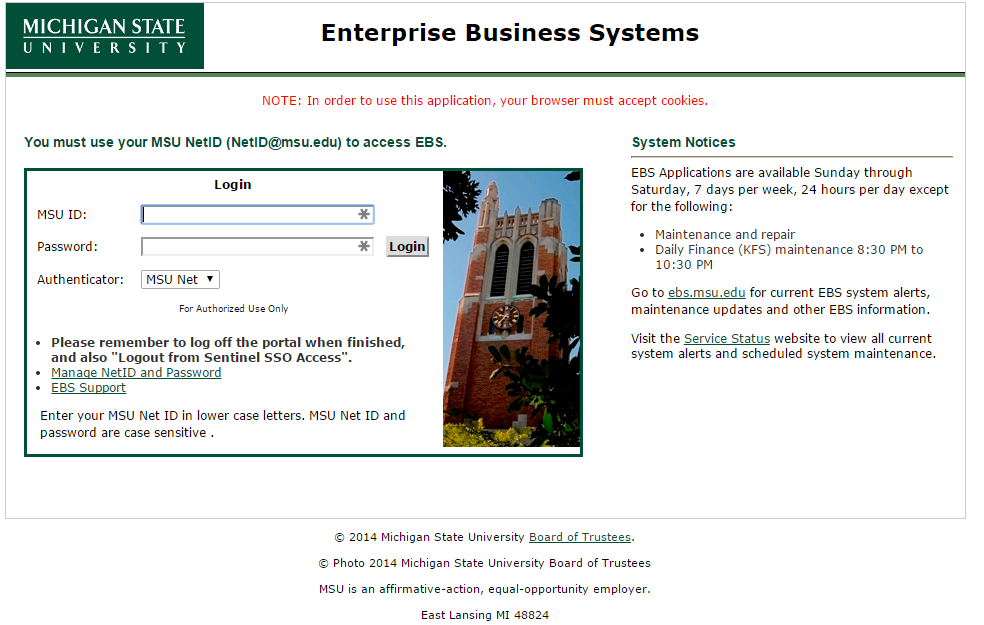 MICHIGAN STATE
UNIVERSITY
Enterprise Business Systems
NOTE: In order to use this application, your browser must accept cookies.
You must use your MSU NetID (NetID@msu.edu) to access EBS.
Login
MSU ID:
Password:
Login
Authenticator:
MSU Net
For Authorized Use Only
• Please remember to log off the portal when finished,
and also "Logout from Sentinel SSO Access".
• Manage NetID and Password
• EBS Support
Enter your MSU Net ID in lower case letters. MSU Net ID and
password are case sensitive .
System Notices
EBS Applications are available Sunday through
Saturday, 7 days per week, 24 hours per day except
for the following:
• Maintenance and repair
• Daily Finance (KFS) maintenance 8:30 PM to
10:30 PM
Go to ebs.msu.edu for current EBS system alerts,
maintenance updates and other EBS information.
Visit the Service Status website to view all current
system alerts and scheduled system maintenance.
© 2014 Michigan State University Board of Trustees.
© Photo 2014 Michigan State University Board of Trustees
MSU is an affirmative-action, equal-opportunity employer.
East Lansing MI 48824